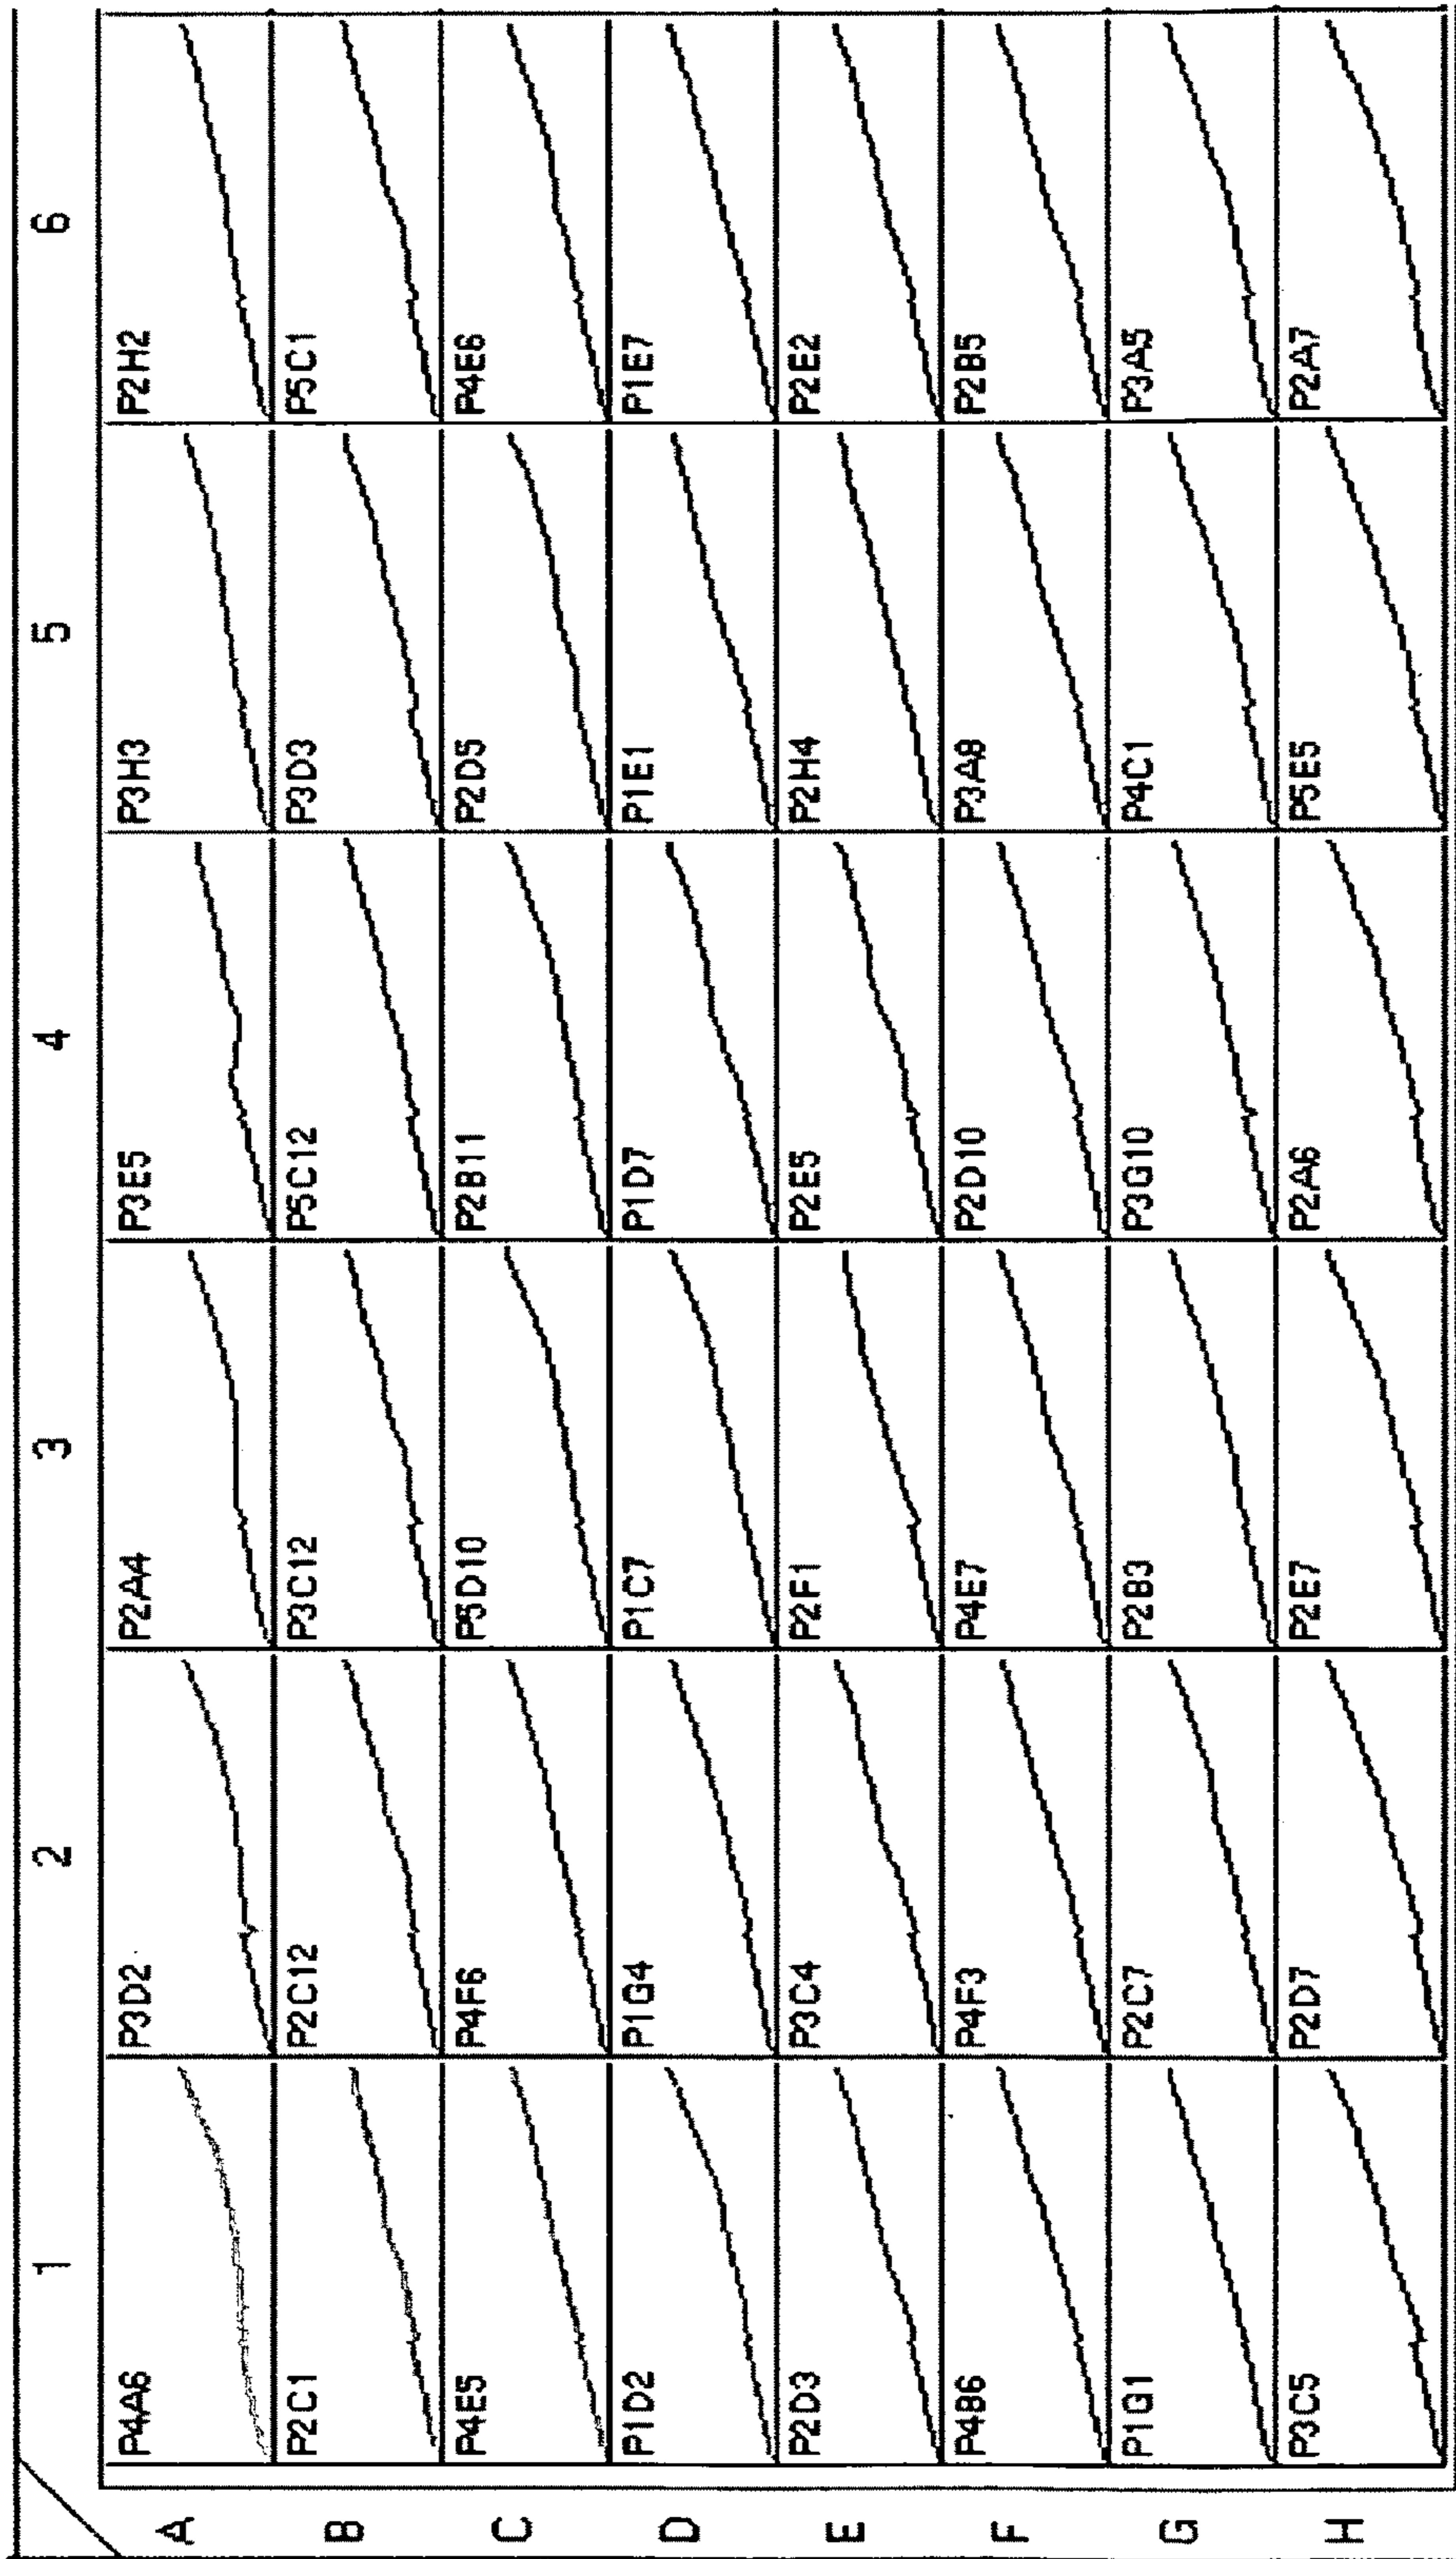 1 2 3 4 5 6
A P4A6 P3D2 P2A4 P3E5 P3H3 P2H2
B P2C1 P2C12 P3C12 P5C12 P3D3 P5C1
C P4E5 P4F6 P5D10 P2B11 P2D5 P4E6
D P1D2 P1G4 P1C7 P1D7 P1E1 P1E7
E P2D3 P3C4 P2F1 P2E5 P2H4 P2E2
F P4B6 P4F3 P4E7 P2D10 P3A8 P2B5
G P1G1 P2C7 P2B3 P3G10 P4C1 P3A5
H P3C5 P2D7 P2E7 P2A6 P5E5 P2A7